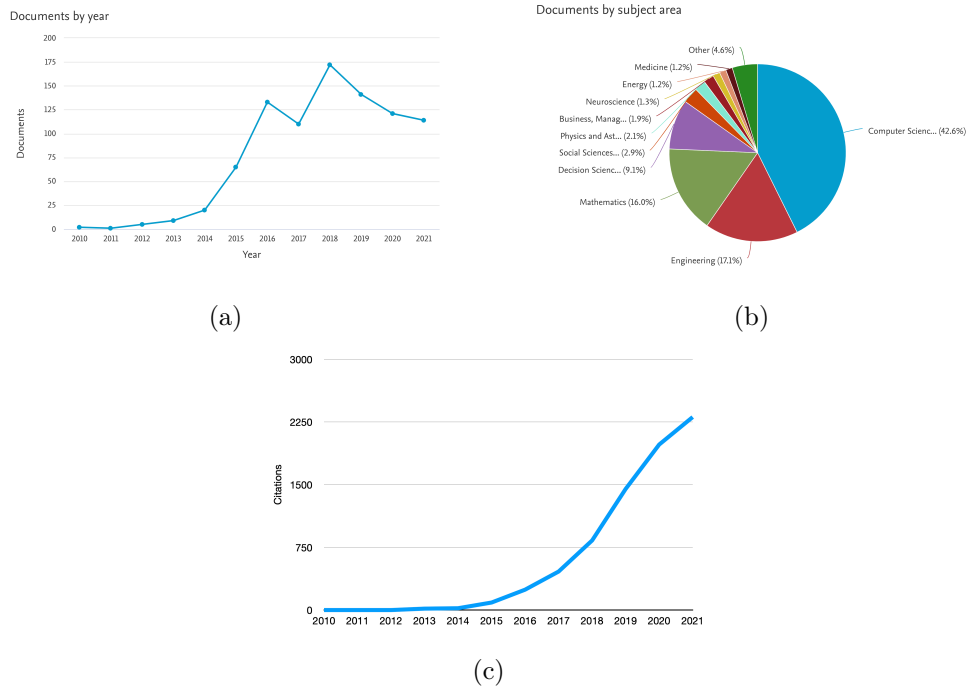 Documents by year
200
175
150
125
100
75
50
25
0
Documents
2010 2011 2012 2013 2014 2015 2016 2017 2018 2019 2020 2021
Year
(a)
Documents by subject area
Other (4.6%)
Medicine (1.2%)
Energy (1.2%)
Neuroscience (1.3%)
Business, Manag... (1.9%)
Physics and Ast... (2.1%)
Social Sciences... (2.9%)
Decision Scienc... (9.1%)
Mathematics (16.0%)
Engineering (17.1%)
Computer Scienc... (42.6%)
(b)
3000
2250
1500
750
0
Citations
2010 2011 2012 2013 2014 2015 2016 2017 2018 2019 2020 2021
(c)